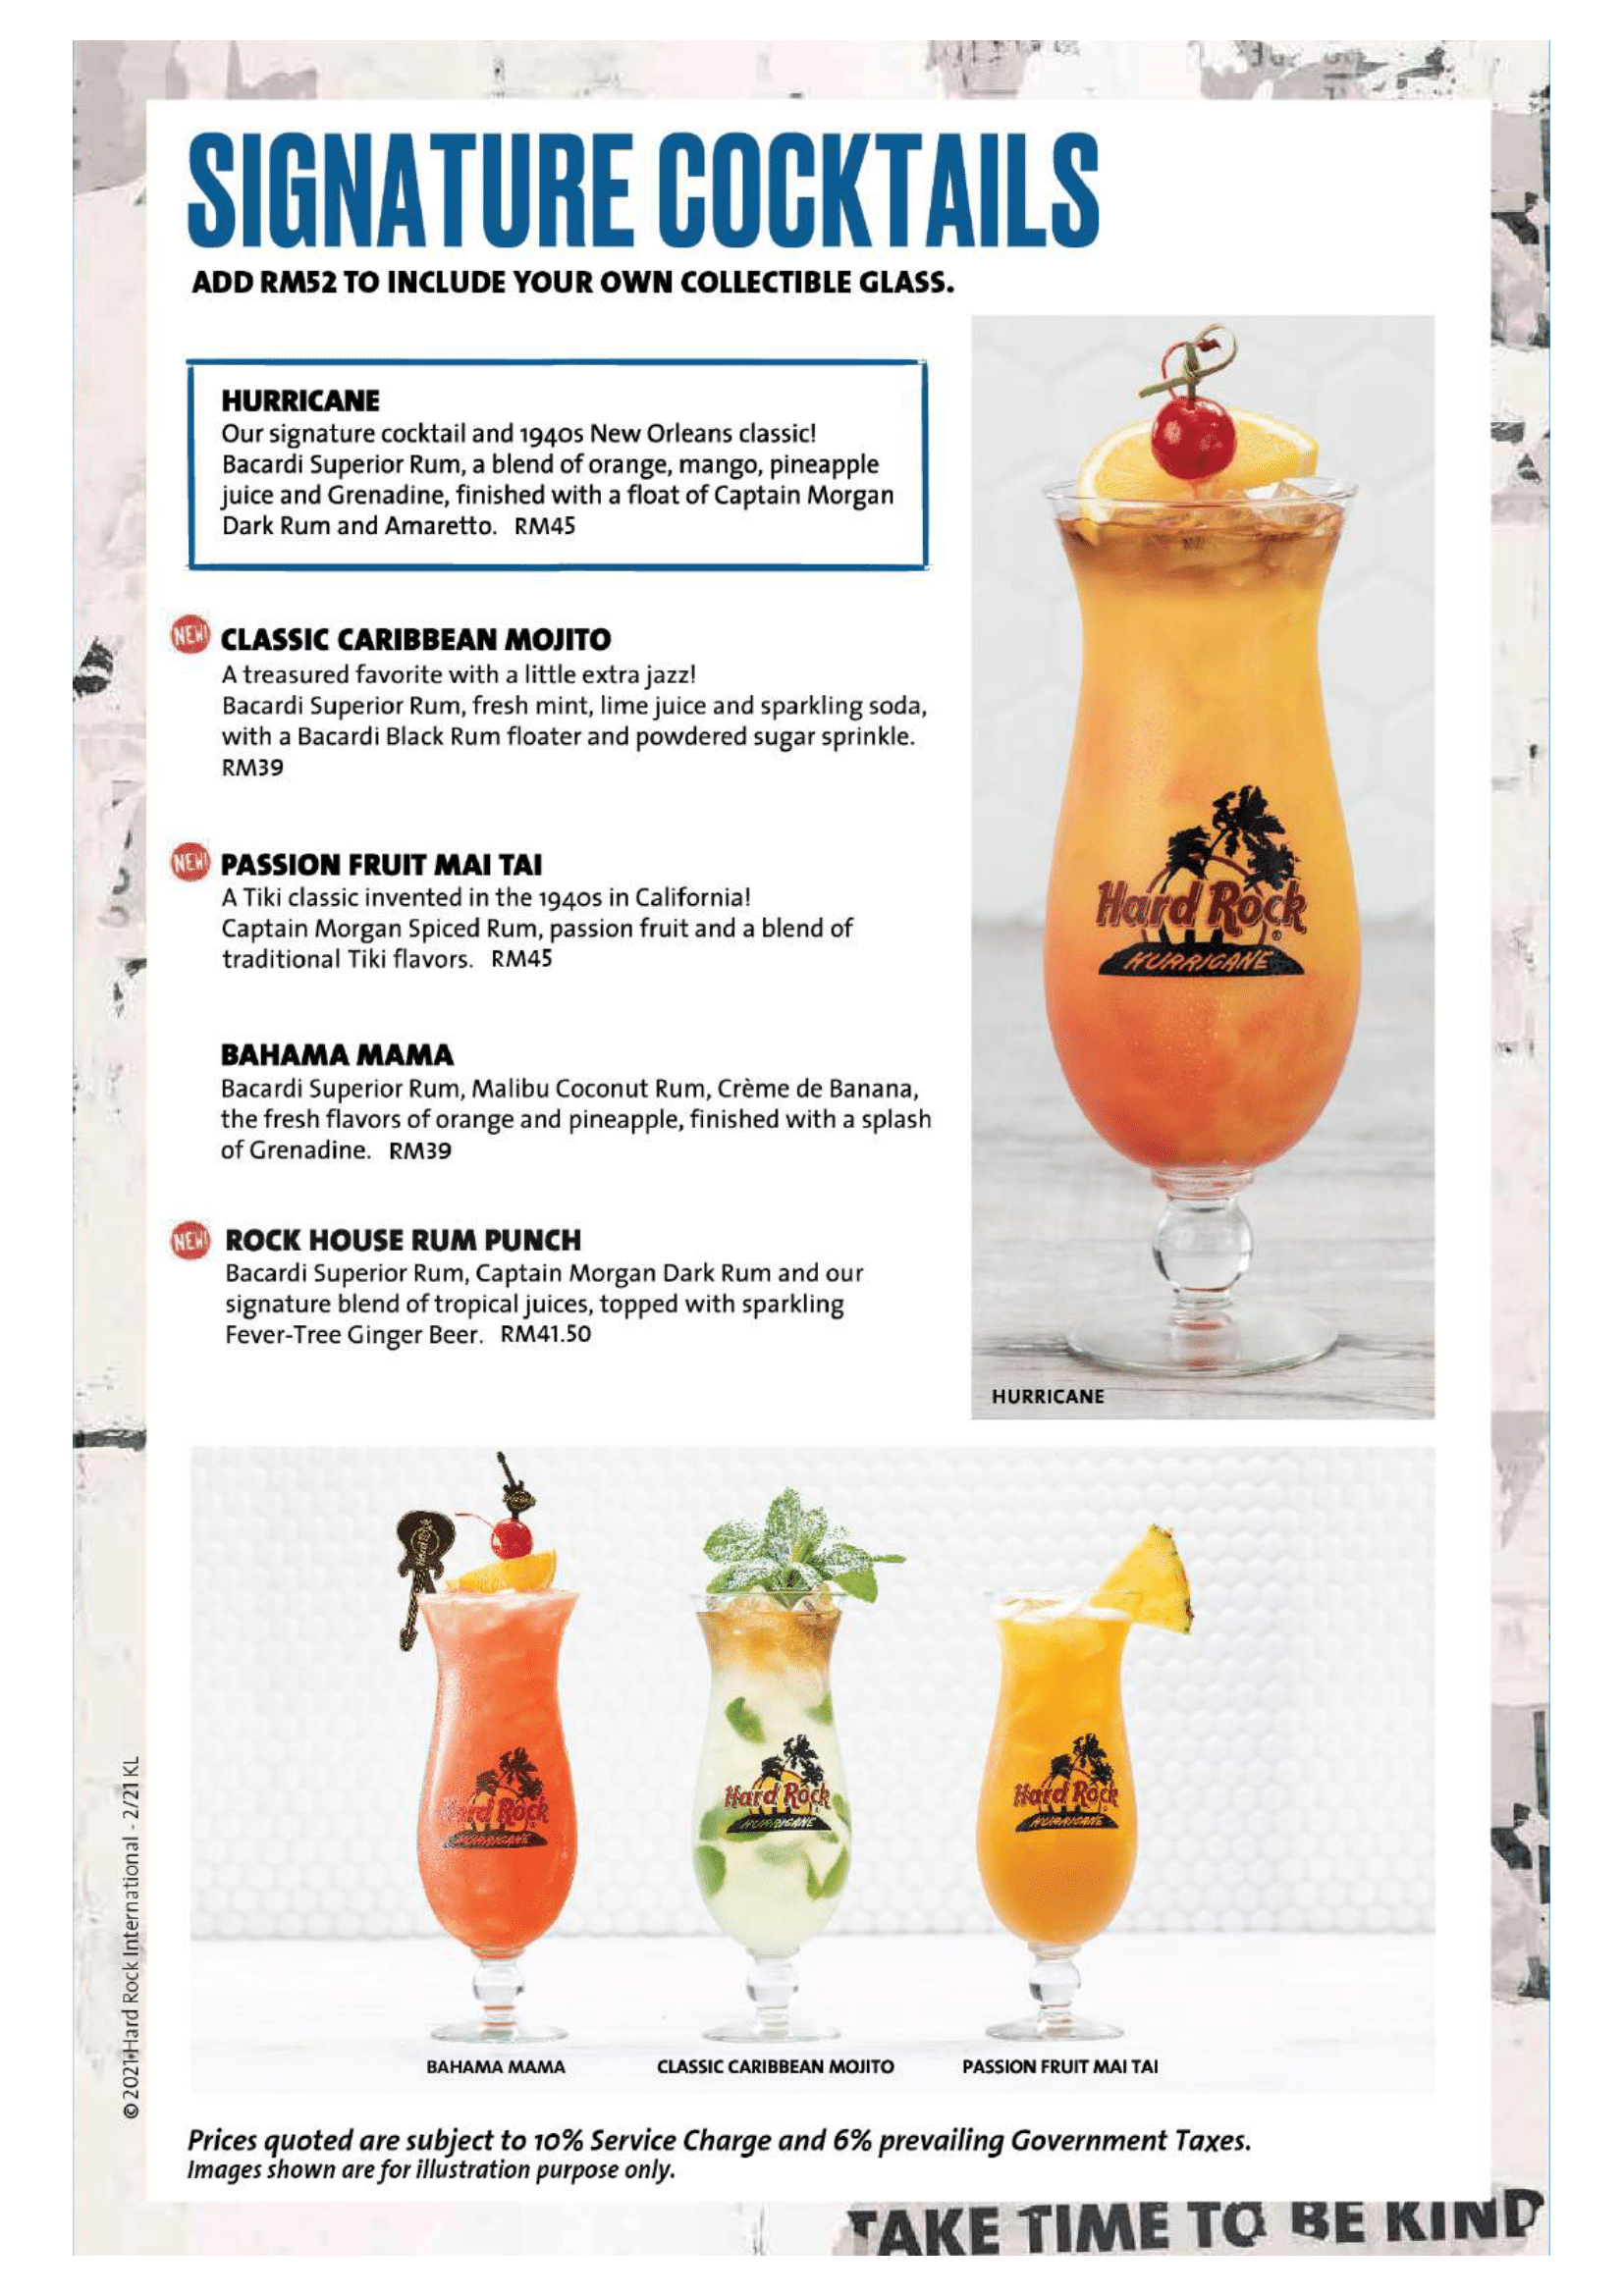 SIGNATURE COCKTAILS
ADD RM52 TO INCLUDE YOUR OWN COLLECTIBLE GLASS.
HURRICANE
Our signature cocktail and 1940s New Orleans classic!
Bacardi Superior Rum, a blend of orange, mango, pineapple
juice and Grenadine, finished with a float of Captain Morgan
Dark Rum and Amaretto. RM45
NEW!
CLASSIC CARIBBEAN MOJITO
A treasured favorite with a little extra jazz!
Bacardi Superior Rum, fresh mint, lime juice and sparkling soda,
with a Bacardi Black Rum floater and powdered sugar sprinkle.
RM39
NEW!
PASSION FRUIT MAI TAI
A Tiki classic invented in the 1940s in California!
Captain Morgan Spiced Rum, passion fruit and a blend of
traditional Tiki flavors. RM45
BAHAMA MAMA
Bacardi Superior Rum, Malibu Coconut Rum, Crème de Banana,
the fresh flavors of orange and pineapple, finished with a splash
of Grenadine. RM39
NEW!
ROCK HOUSE RUM PUNCH
Bacardi Superior Rum, Captain Morgan Dark Rum and our
signature blend of tropical juices, topped with sparkling
Fever-Tree Ginger Beer. RM41.50
Hard Rock
®
HURRICANE
HURRICANE
Hard Rock
HURRICANE
Hard Rock
HURRICANE
Hard Rock
HURRICANE
BAHAMA MAMA
CLASSIC CARIBBEAN MOJITO
PASSION FRUIT MAI TAI
© 2021 Hard Rock International - 2/21 KL
Prices quoted are subject to 10% Service Charge and 6% prevailing Government Taxes.
Images shown are for illustration purpose only.
TAKE TIME TO BE KIND